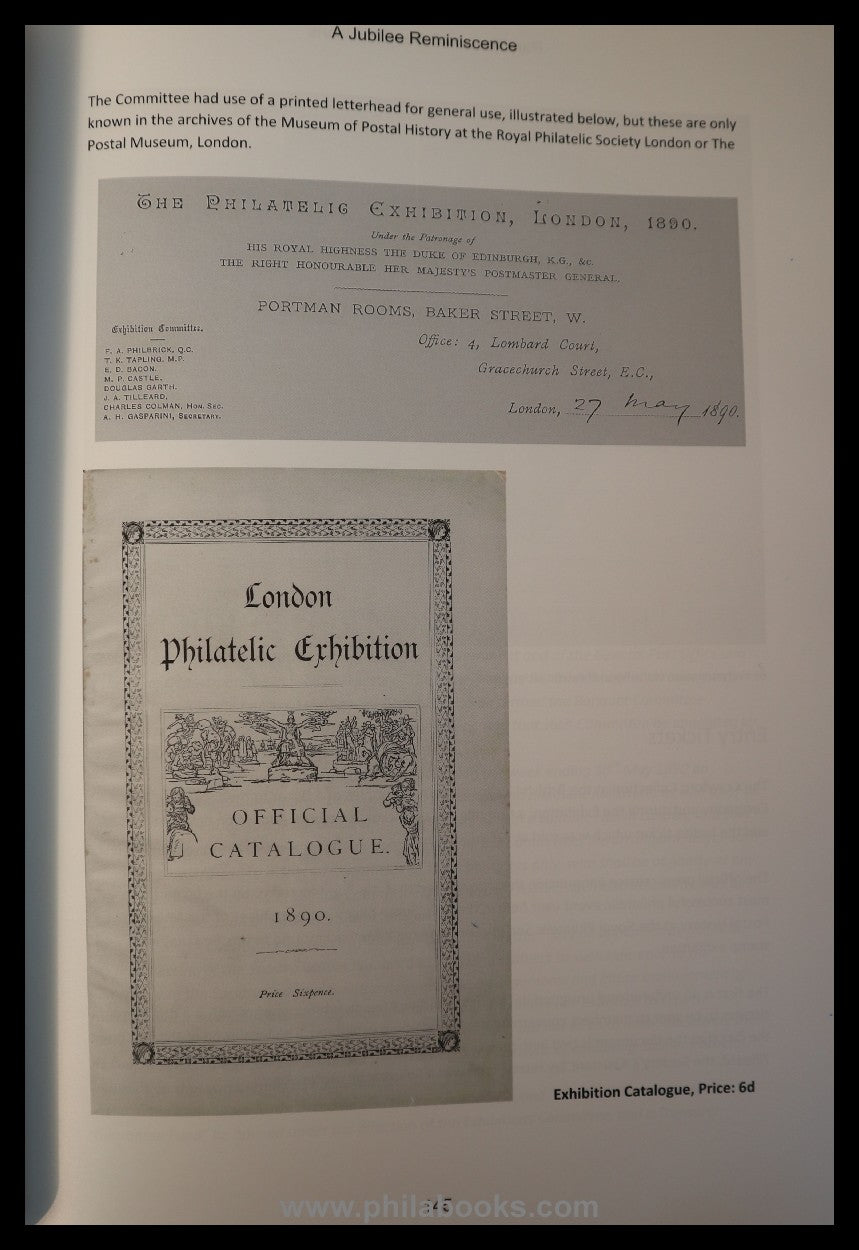 A Jubilee Reminiscence
The Committee had use of a printed letterhead for general use, illustrated below, but these are only
known in the archives of the Museum of Postal History at the Royal Philatelic Society London or The
Postal Museum, London.
THE PHILATELIC EXHIBITION, LONDON, 1890.
Under the Patronage of
HIS ROYAL HIGHNESS THE DUKE OF EDINBURGH, K.G., &c.
THE RIGHT HONOURABLE HER MAJESTY'S POSTMASTER GENERAL.
PORTMAN ROOMS, BAKER STREET, W.
Exhibition Committee.
F. A. PHILBRICK, Q.C.
T. K. TAPLING, M.P.
E. D. BACON.
M. P. CASTLE.
DOUGLAS GARTH.
J. A. TILLEARD.
CHARLES COLMAN, HON. SEC.
A. H. GASPARINI, SECRETARY.
Office: 4, Lombard Court,
Gracechurch Street, E.C.,
London, 27 May 1890.
London
Philatelic Exhibition
OFFICIAL
CATALOGUE.
1890.
Price Sixpence.
Exhibition Catalogue, Price: 6d
www.philabooks.com